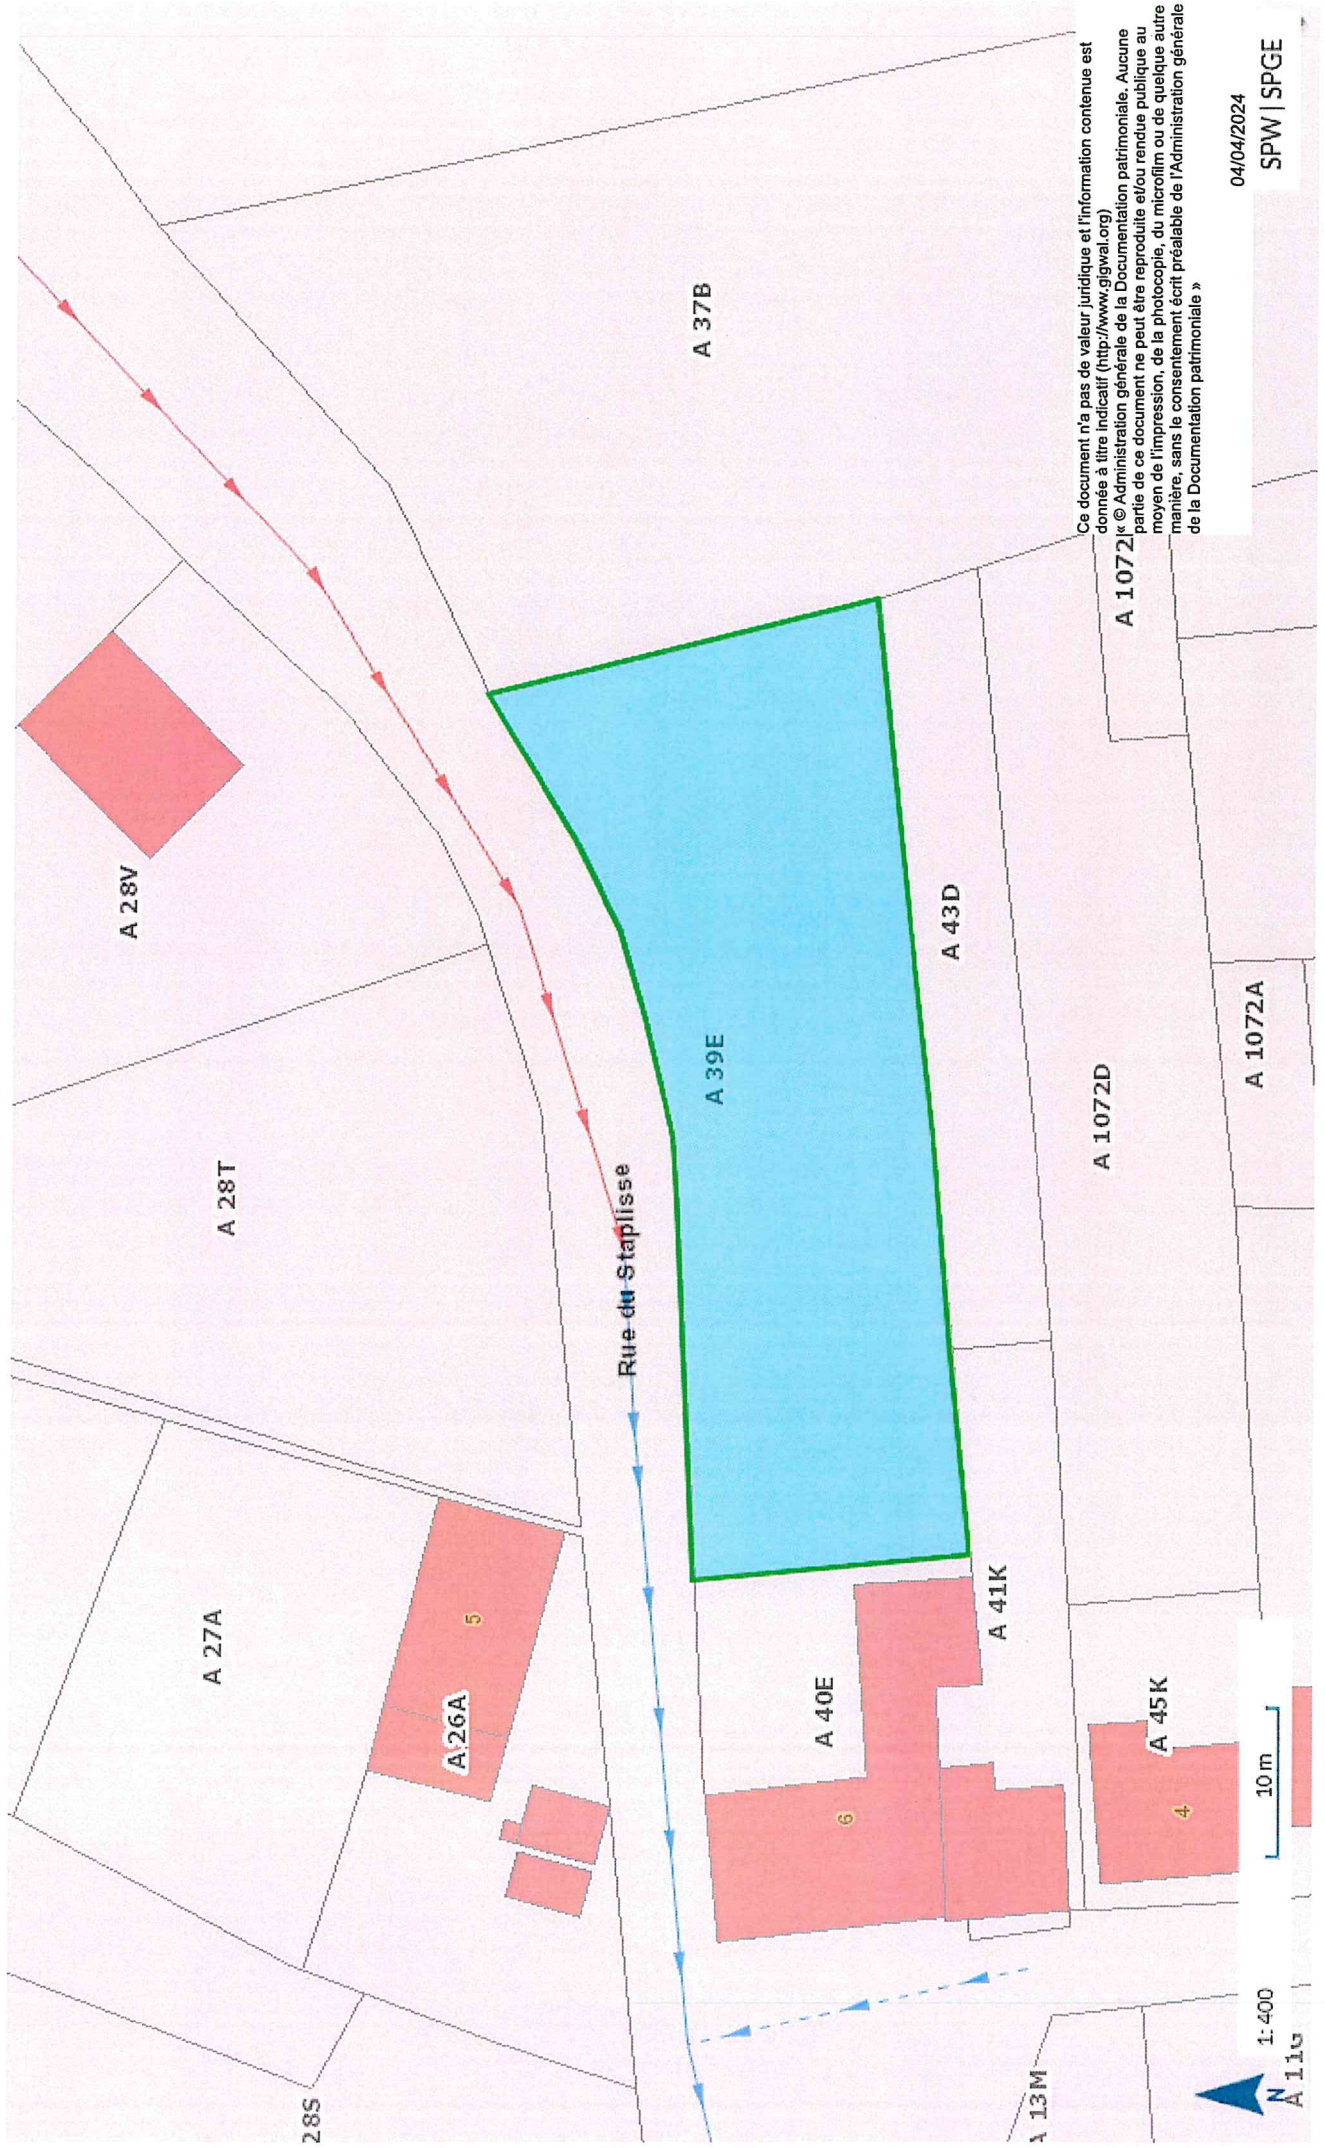 28S
A 27A
A 28T
A 28V
A 26A
5
Rue du Staplisse
A 39E
A 37B
A 40E
6
A 41K
A 43D
A 13M
A 45K
4
A 1072D
A 1072
A 1072A
N
1: 400
10 m
Ce document n'a pas de valeur juridique et l'information contenue est
donnée à titre indicatif (http://www.gigwal.org)
« © Administration générale de la Documentation patrimoniale. Aucune
partie de ce document ne peut être reproduite et/ou rendue publique au
moyen de l'impression, de la photocopie, du microfilm ou de quelque autre
manière, sans le consentement écrit préalable de l'Administration générale
de la Documentation patrimoniale »
04/04/2024
SPW | SPGE